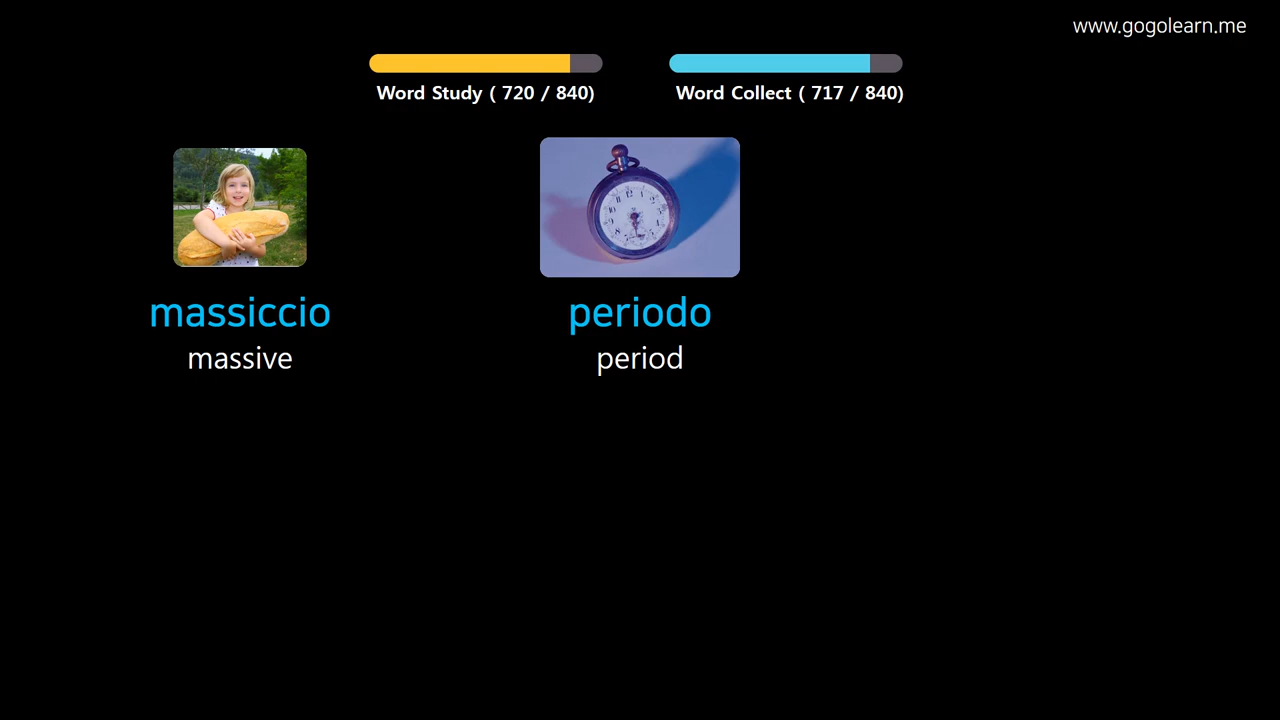 www.gogolearn.me
Word Study ( 720 / 840)
Word Collect ( 717 / 840)
massiccio
massive
periodo
period